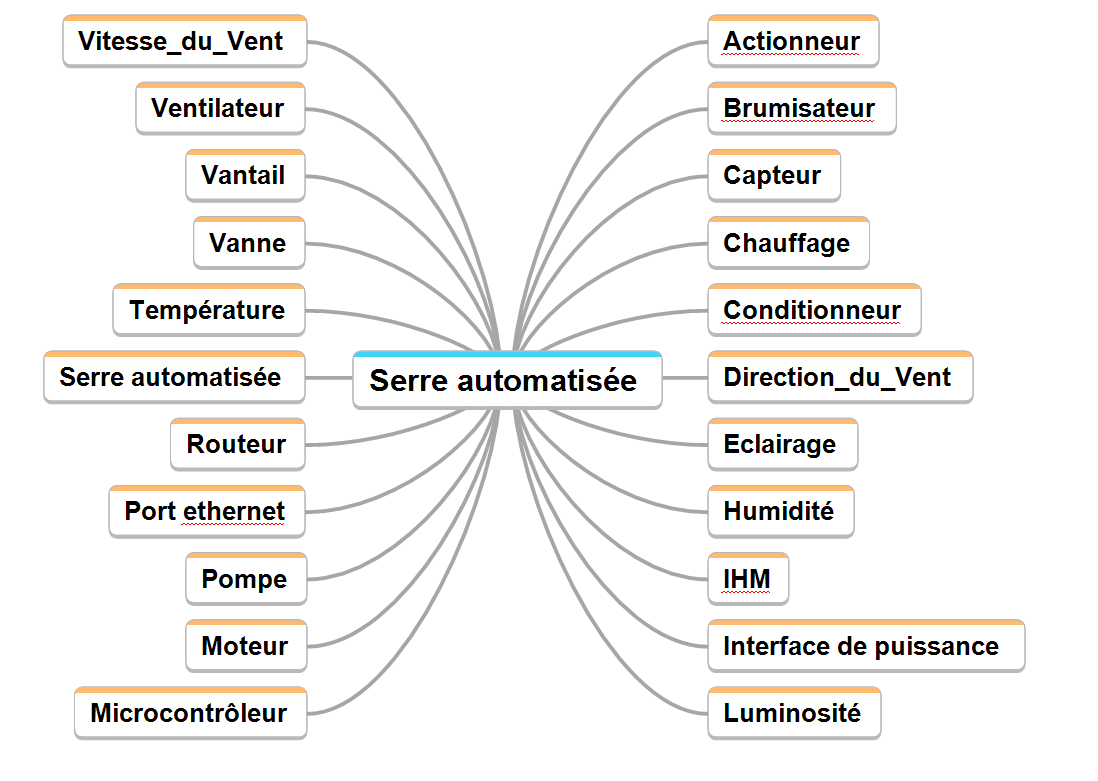 Vitesse_du_Vent
Ventilateur
Vantail
Vanne
Température
Serre automatisée
Routeur
Port ethernet
Pompe
Moteur
Microcontrôleur
Serre automatisée
Actionneur
Brumisateur
Capteur
Chauffage
Conditionneur
Direction_du_Vent
Eclairage
Humidité
IHM
Interface de puissance
Luminosité